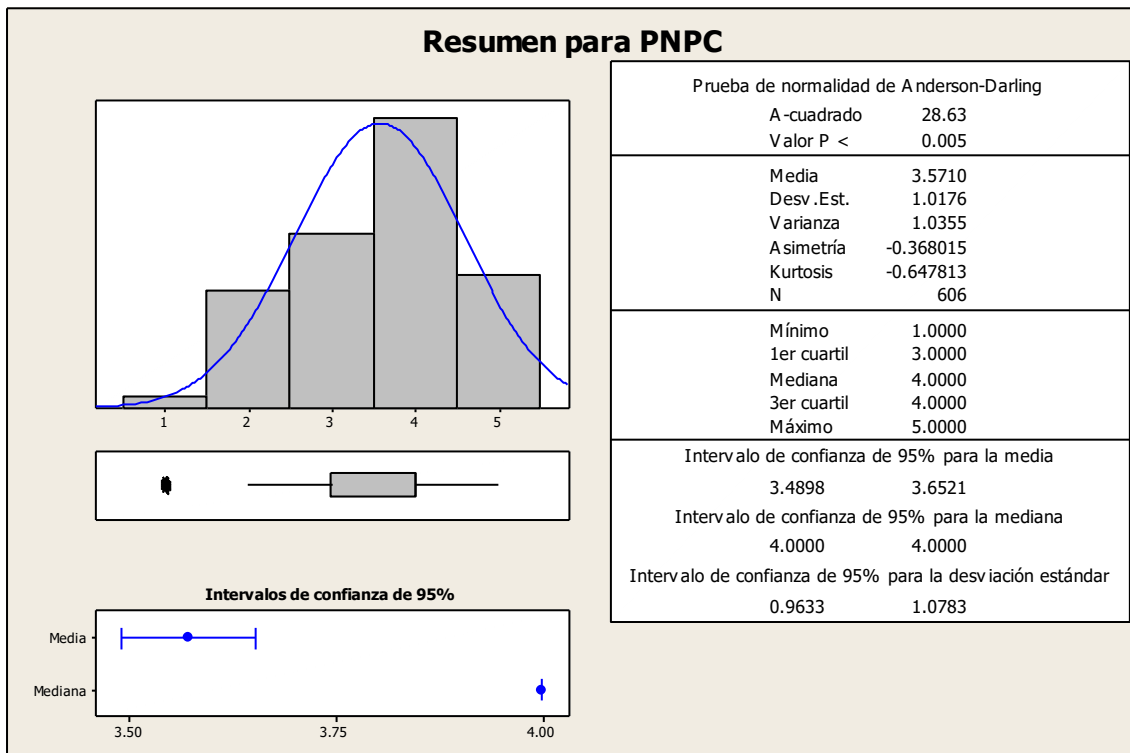 Resumen para PNPC
1 2 3 4 5
Intervalos de confianza de 95%
Media
Mediana
3.50 3.75 4.00
Prueba de normalidad de Anderson-Darling
A-cuadrado 28.63
Valor P < 0.005
Media 3.5710
Desv.Est. 1.0176
Varianza 1.0355
Asimetría -0.368015
Kurtosis -0.647813
N 606
Mínimo 1.0000
1er cuartil 3.0000
Mediana 4.0000
3er cuartil 4.0000
Máximo 5.0000
Intervalo de confianza de 95% para la media
3.4898 3.6521
Intervalo de confianza de 95% para la mediana
4.0000 4.0000
Intervalo de confianza de 95% para la desviación estándar
0.9633 1.0783